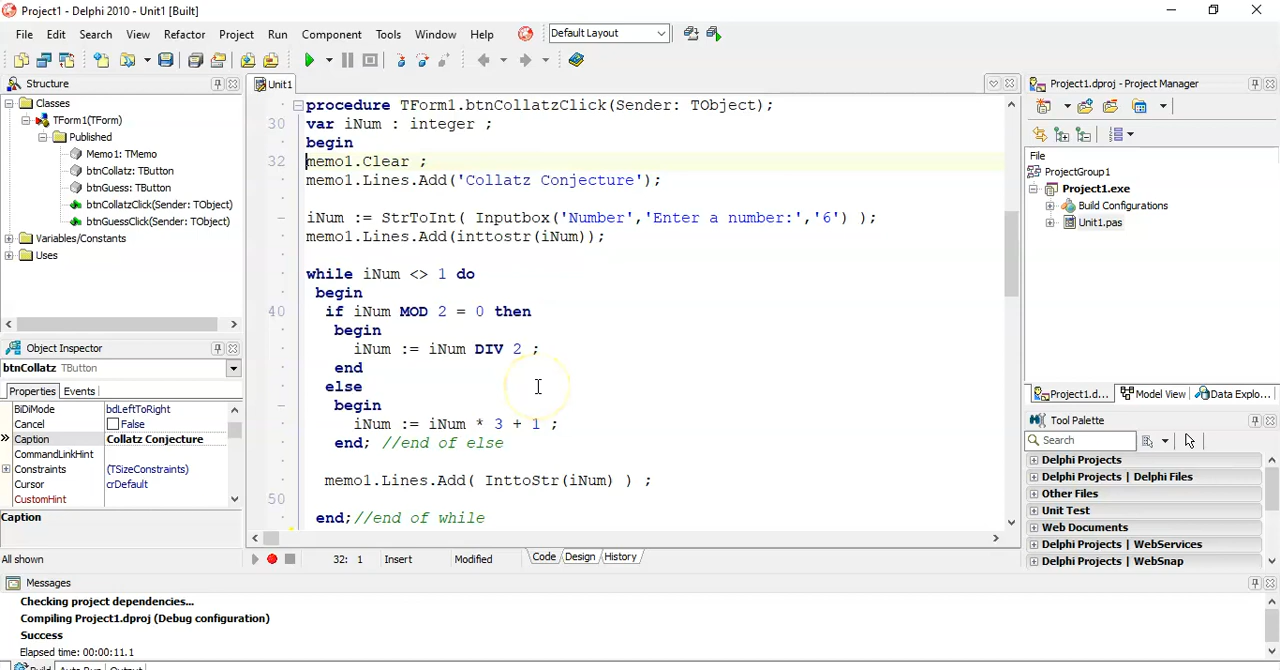 Project1 - Delphi 2010 - Unit1 [Built]
File Edit Search View Refactor Project Run Component Tools Window Help Default Layout
Structure
Classes
TForm1(TForm)
Published
Memo1: TMemo
btnCollatz: TButton
btnGuess: TButton
btnCollatzClick(Sender: TObject)
btnGuessClick(Sender: TObject)
Variables/Constants
Uses
Object Inspector
btnCollatz TButton
Properties Events
BiDiMode bdLeftToRight
Cancel False
Caption Collatz Conjecture
CommandLinkHint
Constraints (TSizeConstraints)
Cursor crDefault
CustomHint
Caption
All shown
Unit1
procedure TForm1.btnCollatzClick(Sender: TObject);
30 var iNum : integer ;
begin
32 memo1.Clear ;
memo1.Lines.Add('Collatz Conjecture');
iNum := StrToInt( Inputbox('Number','Enter a number:','6') );
memo1.Lines.Add(inttostr(iNum));
while iNum <> 1 do
begin
40 if iNum MOD 2 = 0 then
begin
iNum := iNum DIV 2 ;
end
else
begin
iNum := iNum * 3 + 1 ;
end; //end of else
memo1.Lines.Add( InttoStr(iNum) ) ;
50
end;//end of while
32: 1 Insert Modified Code Design History
Project1.dproj - Project Manager
File
ProjectGroup1
Project1.exe
Build Configurations
Unit1.pas
Project1.d... Model View Data Explo...
Tool Palette
Search
Delphi Projects
Delphi Projects | Delphi Files
Other Files
Unit Test
Web Documents
Delphi Projects | WebServices
Delphi Projects | WebSnap
Messages
Checking project dependencies...
Compiling Project1.dproj (Debug configuration)
Success
Elapsed time: 00:00:11.1
Build Auto Run Output